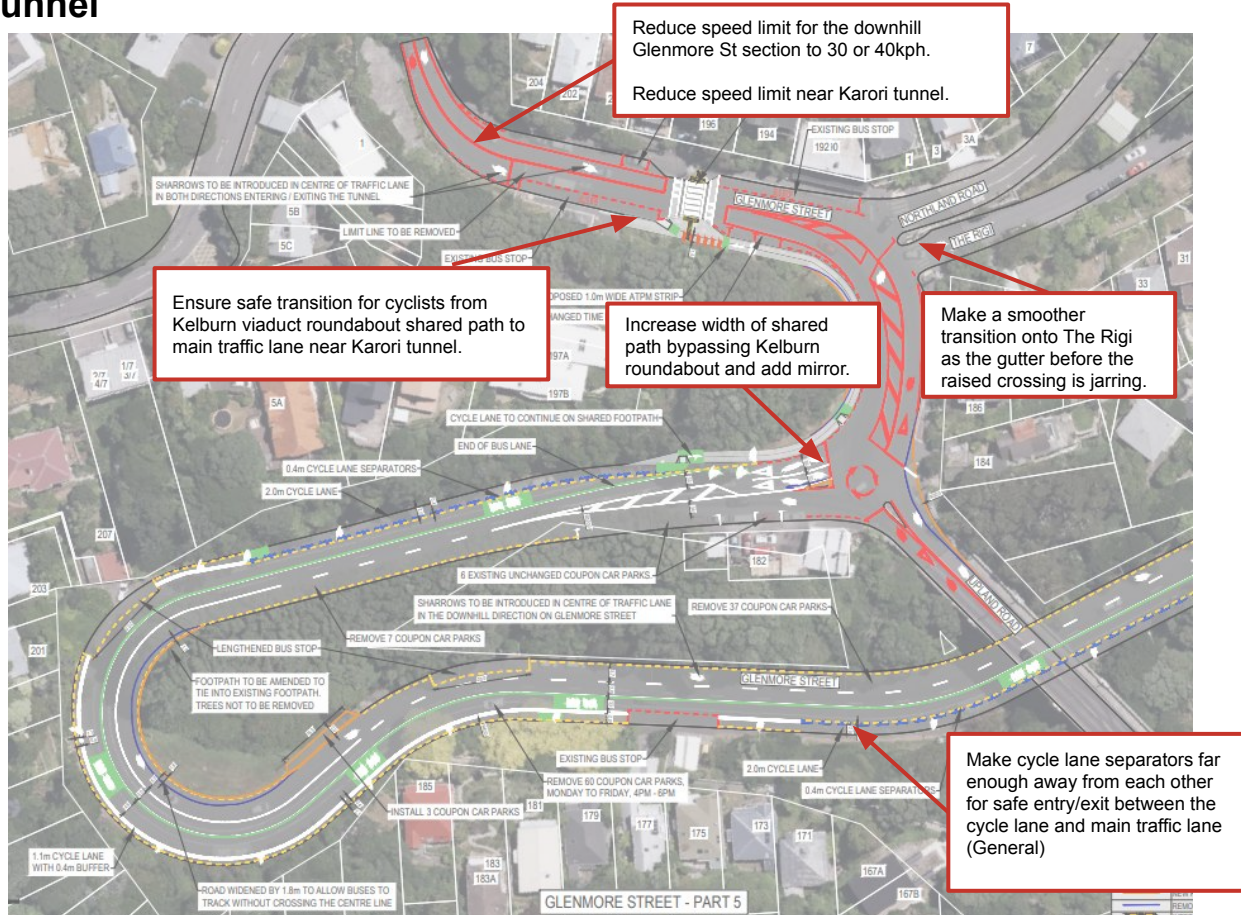 unnel
Reduce speed limit for the downhill
Glenmore St section to 30 or 40kph.
Reduce speed limit near Karori tunnel.
7
204
202
196
194
EXISTING BUS STOP
192
1
3
3A
1
SHARROWS TO BE INTRODUCED IN CENTRE OF TRAFFIC LANE
IN BOTH DIRECTIONS ENTERING / EXITING THE TUNNEL
GLENMORE STREET
NORTHLAND ROAD
THE RIGI
5B
5C
LIMIT LINE TO BE REMOVED
EXISTING BUS STOP
31
33
Ensure safe transition for cyclists from
Kelburn viaduct roundabout shared path to
main traffic lane near Karori tunnel.
OPOSED 1.0m WIDE ATPM STRIP
HANGED TIME
197A
197B
Increase width of shared
path bypassing Kelburn
roundabout and add mirror.
Make a smoother
transition onto The Rigi
as the gutter before the
raised crossing is jarring.
1/7
2/7
3/7
4/7
5A
186
184
CYCLE LANE TO CONTINUE ON SHARED FOOTPATH
END OF BUS LANE
0.4m CYCLE LANE SEPARATORS
2.0m CYCLE LANE
207
203
201
182
6 EXISTING UNCHANGED COUPON CAR PARKS
SHARROWS TO BE INTRODUCED IN CENTRE OF TRAFFIC LANE
IN THE DOWNHILL DIRECTION ON GLENMORE STREET
REMOVE 37 COUPON CAR PARKS
UPLAND ROAD
REMOVE 7 COUPON CAR PARKS
LENGTHENED BUS STOP
GLENMORE STREET
FOOTPATH TO BE AMENDED TO
TIE INTO EXISTING FOOTPATH.
TREES NOT TO BE REMOVED
EXISTING BUS STOP
REMOVE 60 COUPON CAR PARKS,
MONDAY TO FRIDAY, 4PM - 6PM
2.0m CYCLE LANE
0.4m CYCLE LANE SEPARATORS
Make cycle lane separators far
enough away from each other
for safe entry/exit between the
cycle lane and main traffic lane
(General)
INSTALL 3 COUPON CAR PARKS
185
181
179
177
175
173
171
183
183A
167A
167B
1.1m CYCLE LANE
WITH 0.4m BUFFER
ROAD WIDENED BY 1.8m TO ALLOW BUSES TO
TRACK WITHOUT CROSSING THE CENTRE LINE
GLENMORE STREET - PART 5
REMO